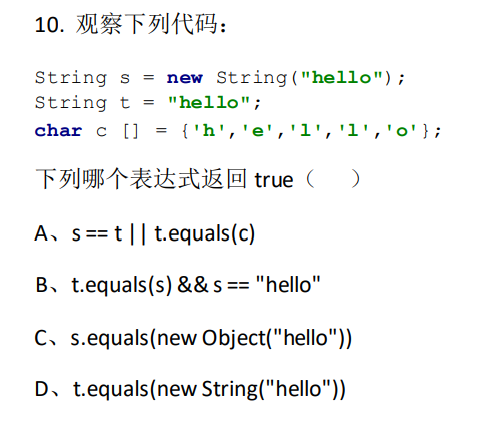 10. 观察下列代码：
String s = new String("hello");
String t = "hello";
char c [] = {'h','e','l','l','o'};
下列哪个表达式返回 true（  ）
A、s == t || t.equals(c)
B、t.equals(s) && s == "hello"
C、s.equals(new Object("hello"))
D、t.equals(new String("hello"))